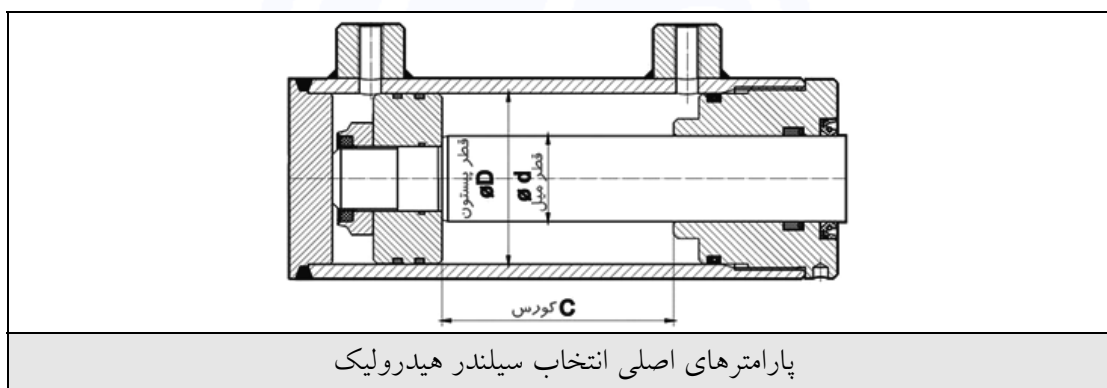 قطر پیستون
øD
ø d
قطر میل
C کورس
پارامترهای اصلی انتخاب سیلندر هیدرولیک